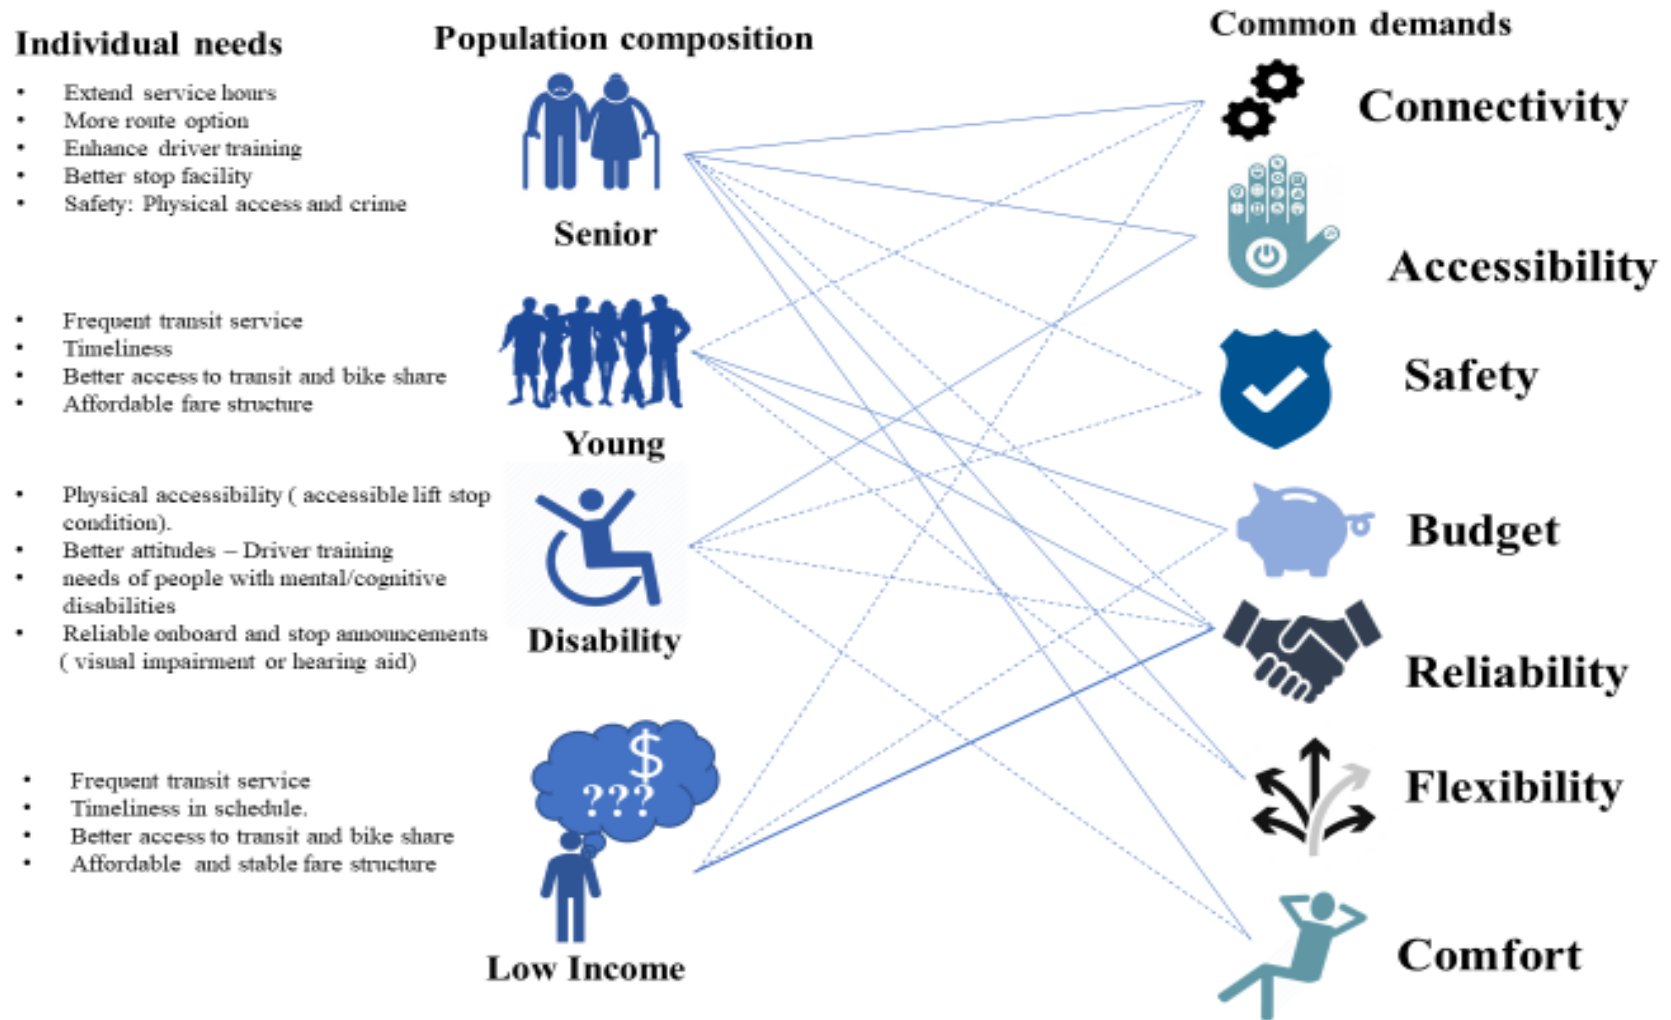 Individual needs
• Extend service hours
• More route option
• Enhance driver training
• Better stop facility
• Safety: Physical access and crime
• Frequent transit service
• Timeliness
• Better access to transit and bike share
• Affordable fare structure
• Physical accessibility ( accessible lift stop
condition).
• Better attitudes – Driver training
• needs of people with mental/cognitive
disabilities
• Reliable onboard and stop announcements
( visual impairment or hearing aid)
• Frequent transit service
• Timeliness in schedule.
• Better access to transit and bike share
• Affordable and stable fare structure
Population composition
Senior
Young
Disability
$
???
Low Income
Common demands
Connectivity
Accessibility
Safety
Budget
Reliability
Flexibility
Comfort